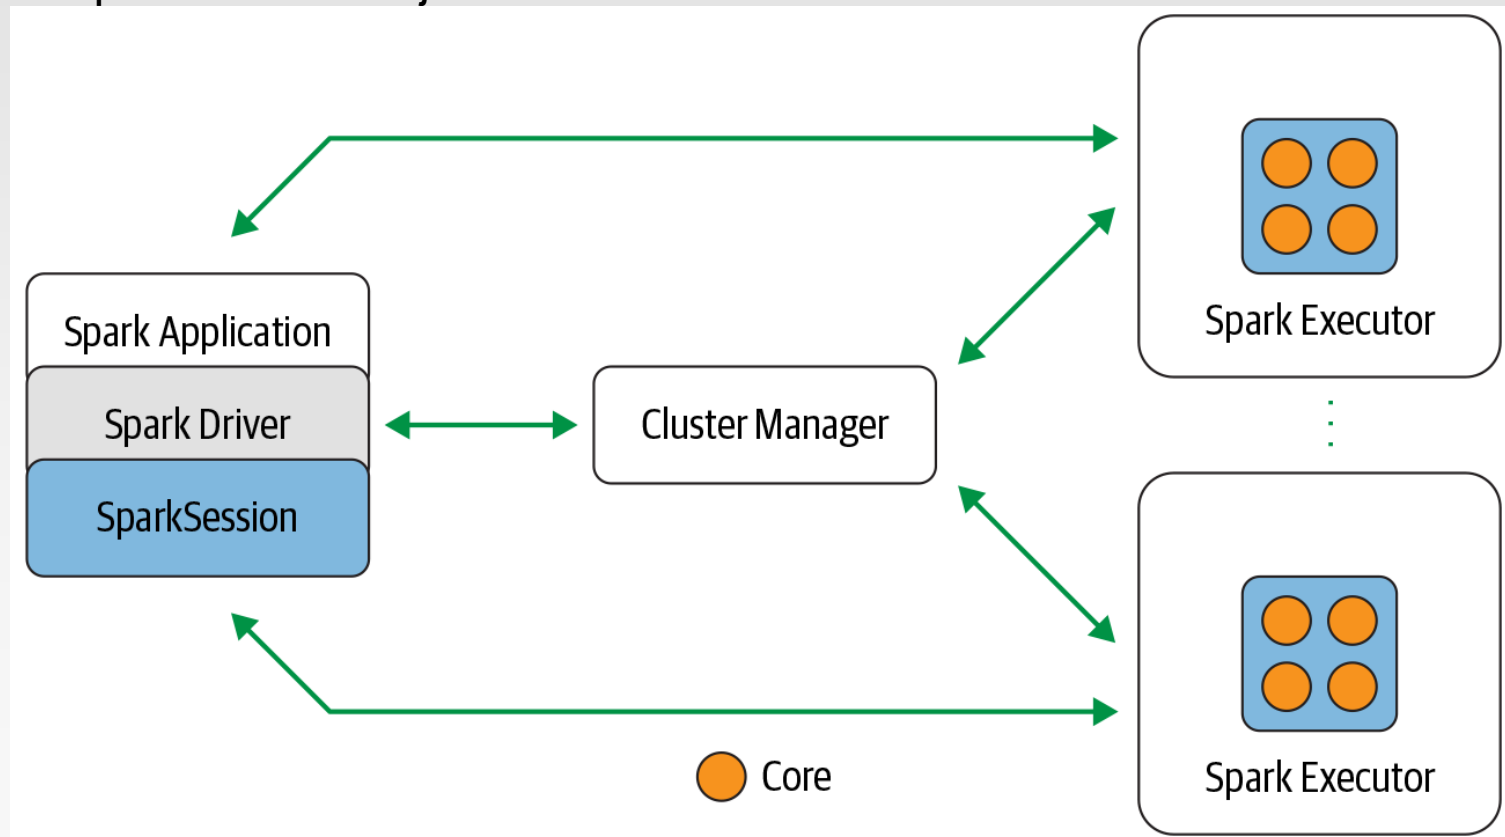 Spark Application
Spark Driver
SparkSession
Cluster Manager
Spark Executor
Spark Executor
Core